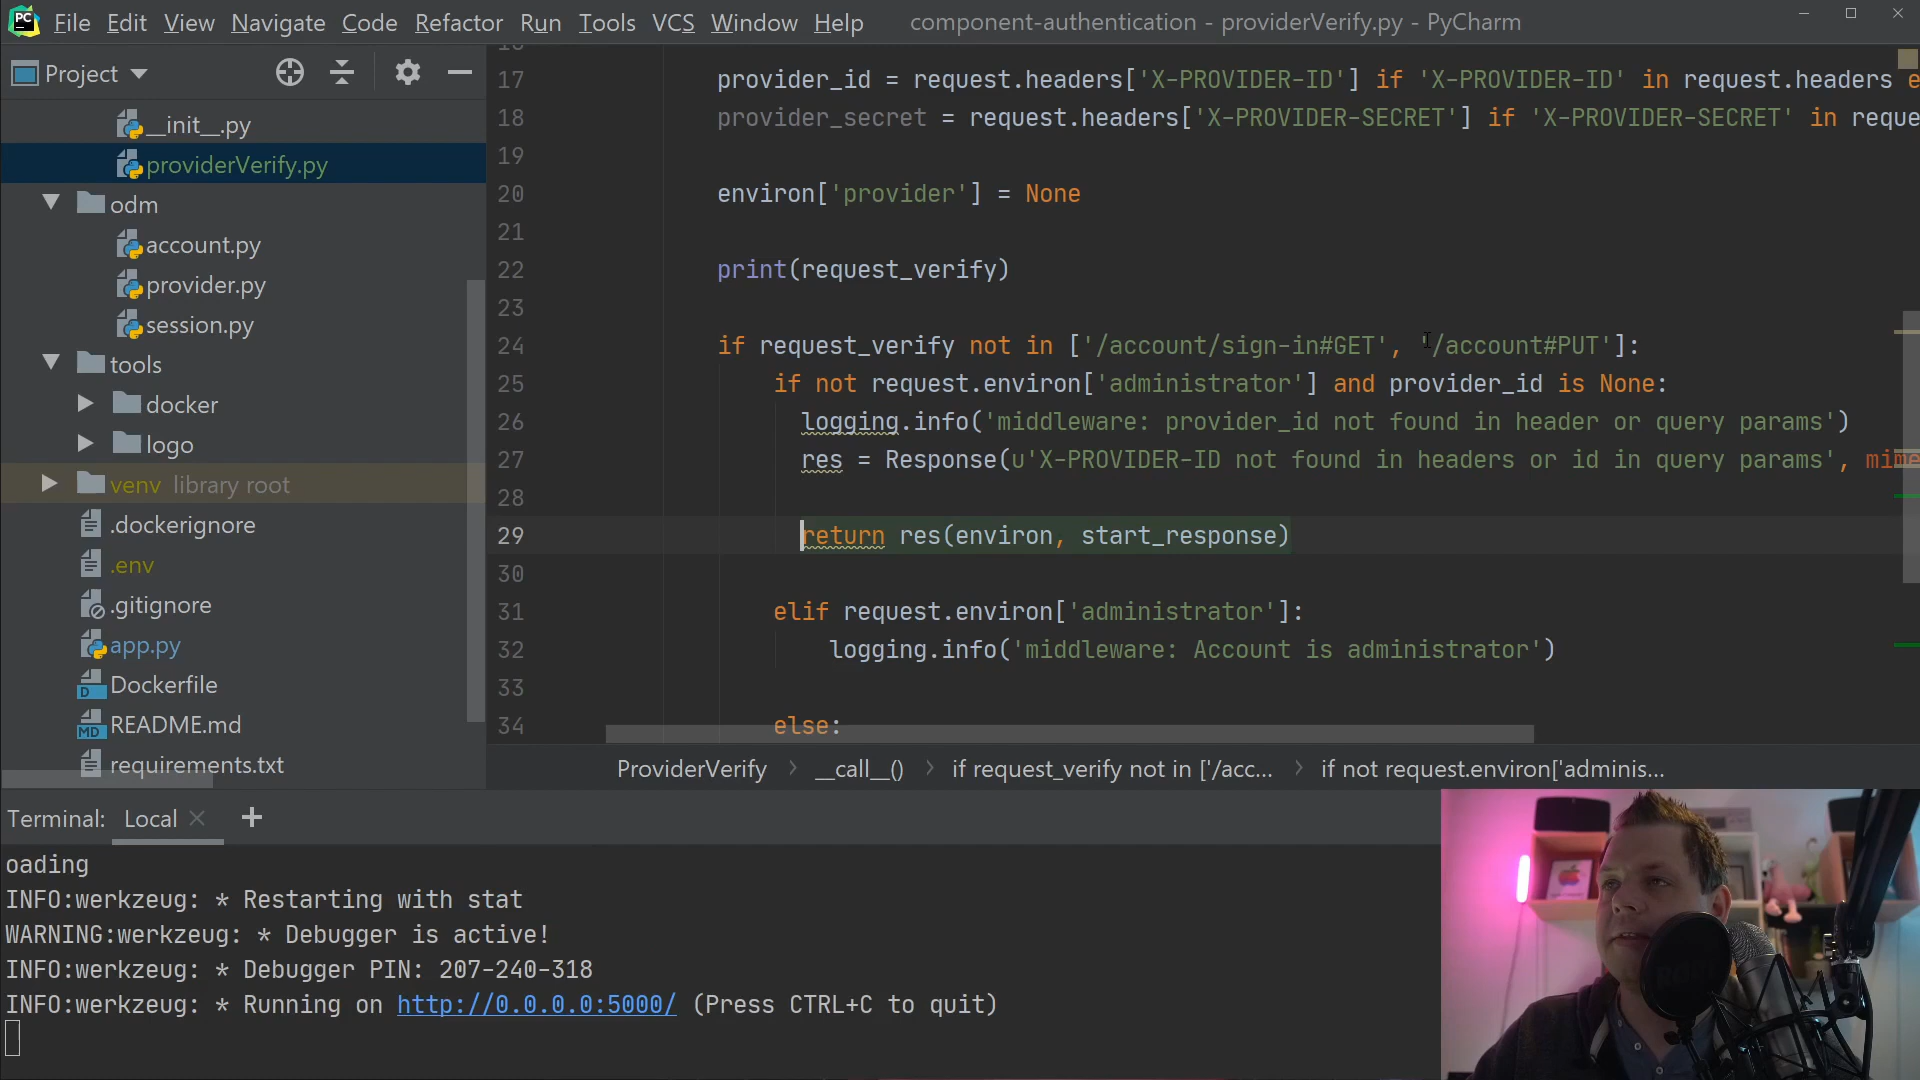 PC File Edit View Navigate Code Refactor Run Tools VCS Window Help component-authentication - providerVerify.py - PyCharm
Project
__init__.py
providerVerify.py
odm
account.py
provider.py
session.py
tools
docker
logo
venv library root
.dockerignore
.env
.gitignore
app.py
Dockerfile
README.md
requirements.txt
17 provider_id = request.headers['X-PROVIDER-ID'] if 'X-PROVIDER-ID' in request.headers e
18 provider_secret = request.headers['X-PROVIDER-SECRET'] if 'X-PROVIDER-SECRET' in reque
19
20 environ['provider'] = None
21
22 print(request_verify)
23
24 if request_verify not in ['/account/sign-in#GET', '/account#PUT']:
25 if not request.environ['administrator'] and provider_id is None:
26 logging.info('middleware: provider_id not found in header or query params')
27 res = Response(u'X-PROVIDER-ID not found in headers or id in query params', mime
28
29 return res(environ, start_response)
30
31 elif request.environ['administrator']:
32 logging.info('middleware: Account is administrator')
33
34 else:
ProviderVerify > __call__() > if request_verify not in ['/acc... > if not request.environ['adminis...
Terminal: Local × +
oading
INFO:werkzeug: * Restarting with stat
WARNING:werkzeug: * Debugger is active!
INFO:werkzeug: * Debugger PIN: 207-240-318
INFO:werkzeug: * Running on http://0.0.0.0:5000/ (Press CTRL+C to quit)